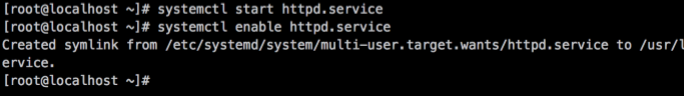 [root@localhost ~]# systemctl start httpd.service
[root@localhost ~]# systemctl enable httpd.service
Created symlink from /etc/systemd/system/multi-user.target.wants/httpd.service to /usr/l
ervice.
[root@localhost ~]#